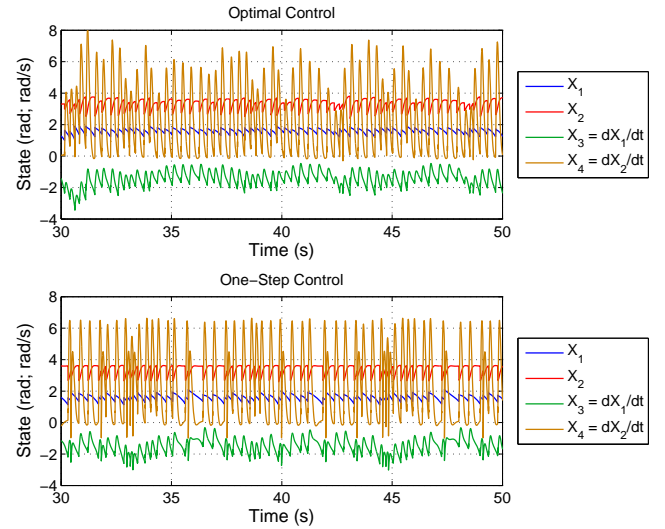 Optimal Control
8
6
4
2
0
−2
−4
State (rad; rad/s)
30 35 40 45 50
Time (s)
X₁
X₂
X₃ = dX₁/dt
X₄ = dX₂/dt
One−Step Control
8
6
4
2
0
−2
−4
State (rad; rad/s)
30 35 40 45 50
Time (s)
X₁
X₂
X₃ = dX₁/dt
X₄ = dX₂/dt